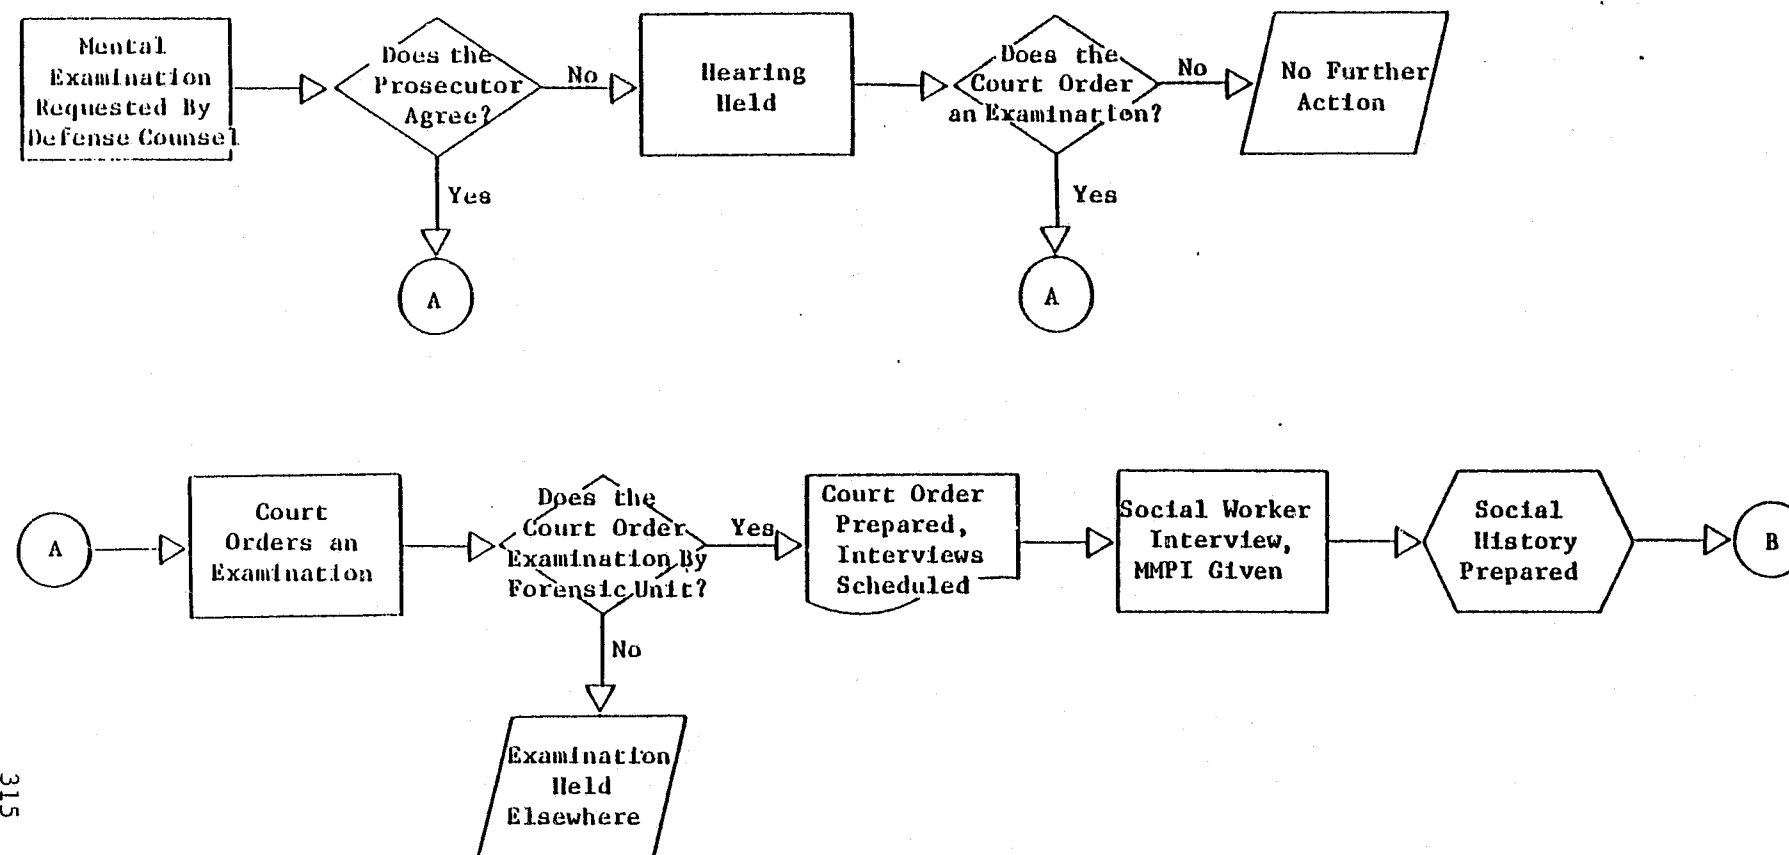 Mental
Examination
Requested By
Defense Counsel
Does the
Prosecutor
Agree?
No
Hearing
Held
Does the
Court Order
an Examination?
No
No Further
Action
Yes
Yes
A
A
A
Court
Orders an
Examination
Does the
Court Order
Examination By
Forensic Unit?
Yes
Court Order
Prepared,
Interviews
Scheduled
Social Worker
Interview,
MMPI Given
Social
History
Prepared
B
No
Examination
Held
Elsewhere
315